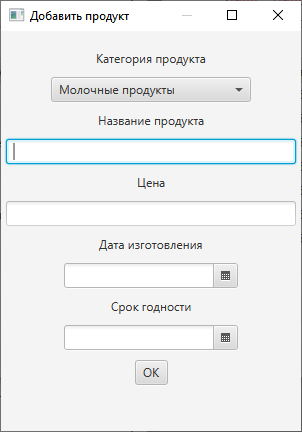 Добавить продукт
Категория продукта
Молочные продукты
Название продукта
Цена
Дата изготовления
Срок годности
OK